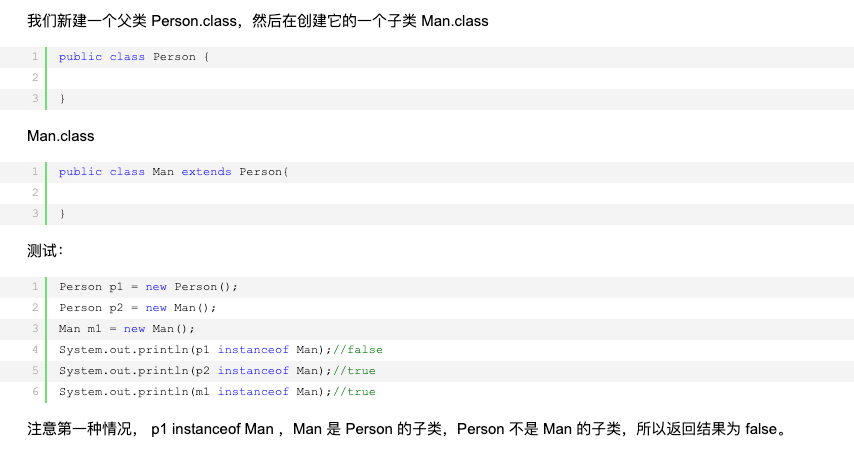 我们新建一个父类 Person.class，然后在创建它的一个子类 Man.class
1 public class Person {
2
3 }
Man.class
1 public class Man extends Person{
2
3 }
测试：
1 Person p1 = new Person();
2 Person p2 = new Man();
3 Man m1 = new Man();
4 System.out.println(p1 instanceof Man);//false
5 System.out.println(p2 instanceof Man);//true
6 System.out.println(m1 instanceof Man);//true
注意第一种情况， p1 instanceof Man ，Man 是 Person 的子类，Person 不是 Man 的子类，所以返回结果为 false。